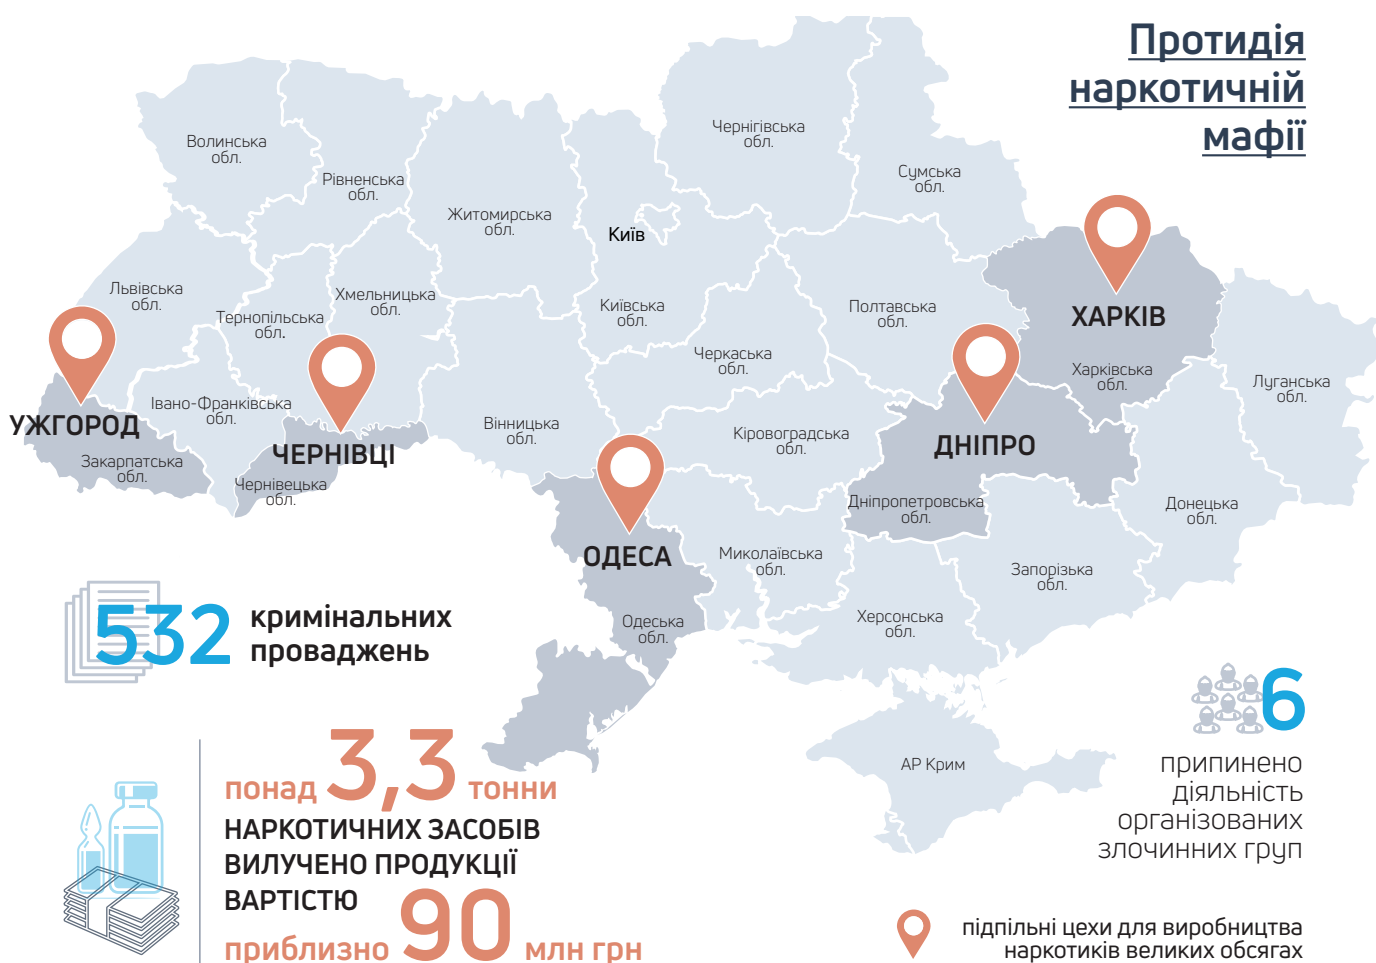 Протидія
наркотичній
мафії
Волинська
обл.
Рівненська
обл.
Житомирська
обл.
Чернігівська
обл.
Сумська
обл.
Київ
Львівська
обл.
Тернопільська
обл.
Хмельницька
обл.
Київська
обл.
Полтавська
обл.
Черкаська
обл.
ХАРКІВ
Харківська
обл.
Луганська
обл.
УЖГОРОД
Закарпатська
обл.
Івано-Франківська
обл.
ЧЕРНІВЦІ
Чернівецька
обл.
Вінницька
обл.
Кіровоградська
обл.
ДНІПРО
Дніпропетровська
обл.
Донецька
обл.
ОДЕСА
Одеська
обл.
Миколаївська
обл.
Запорізька
обл.
Херсонська
обл.
АР Крим
532 кримінальних
проваджень
понад 3,3 тонни
НАРКОТИЧНИХ ЗАСОБІВ
ВИЛУЧЕНО ПРОДУКЦІЇ
ВАРТІСТЮ
приблизно 90 млн грн
6
припинено
діяльність
організованих
злочинних груп
підпільні цехи для виробництва
наркотиків великих обсягах